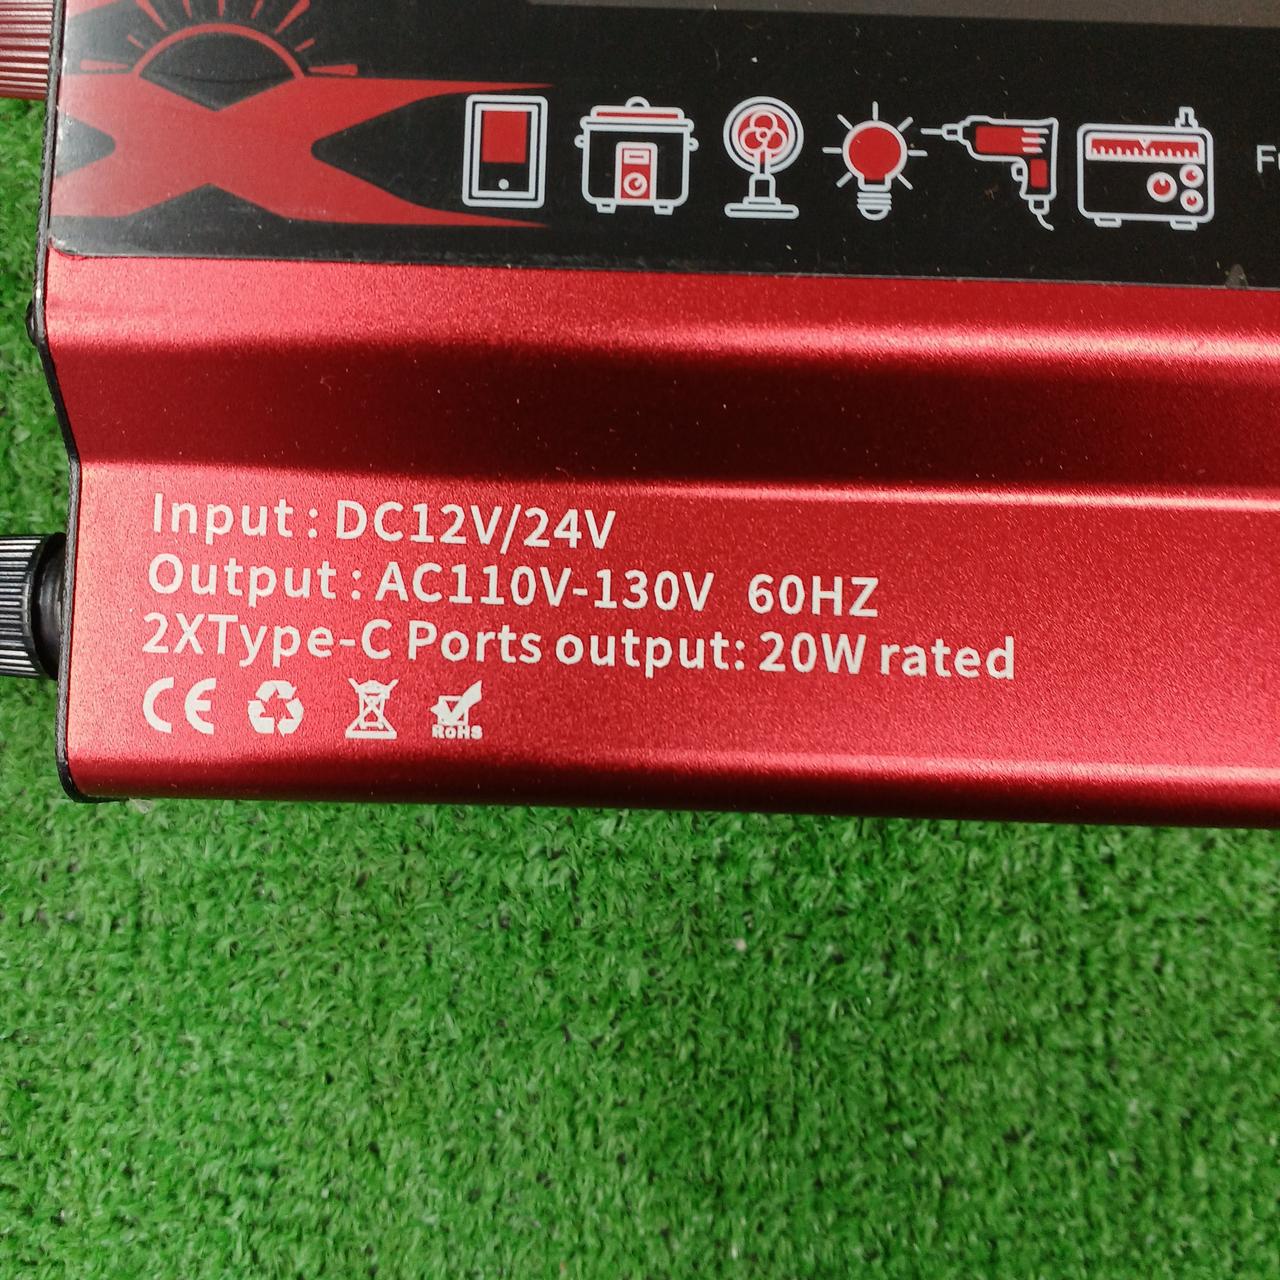 Input : DC12V/24V
Output : AC110V-130V 60HZ
2XType-C Ports output: 20W rated
CE
RoHS